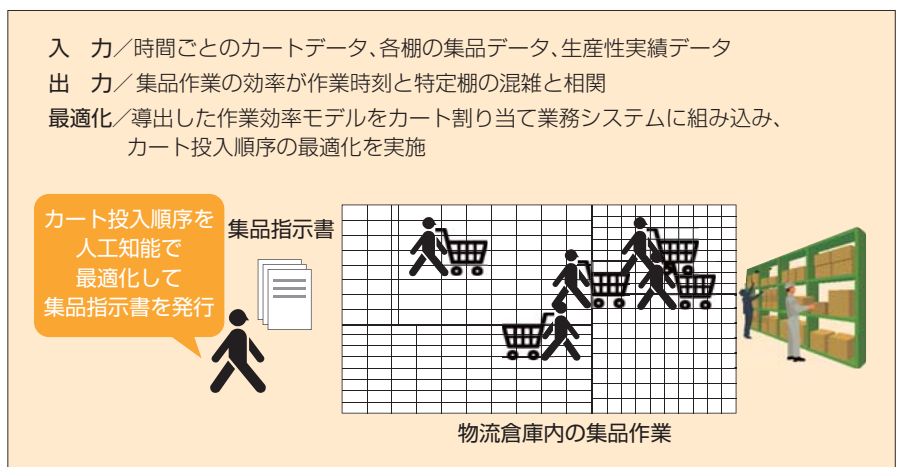 入　力／時間ごとのカートデータ、各棚の集品データ、生産性実績データ
出　力／集品作業の効率が作業時刻と特定棚の混雑と相関
最適化／導出した作業効率モデルをカート割り当て業務システムに組み込み、
カート投入順序の最適化を実施
カート投入順序を
人工知能で
最適化して
集品指示書を発行
集品指示書
物流倉庫内の集品作業